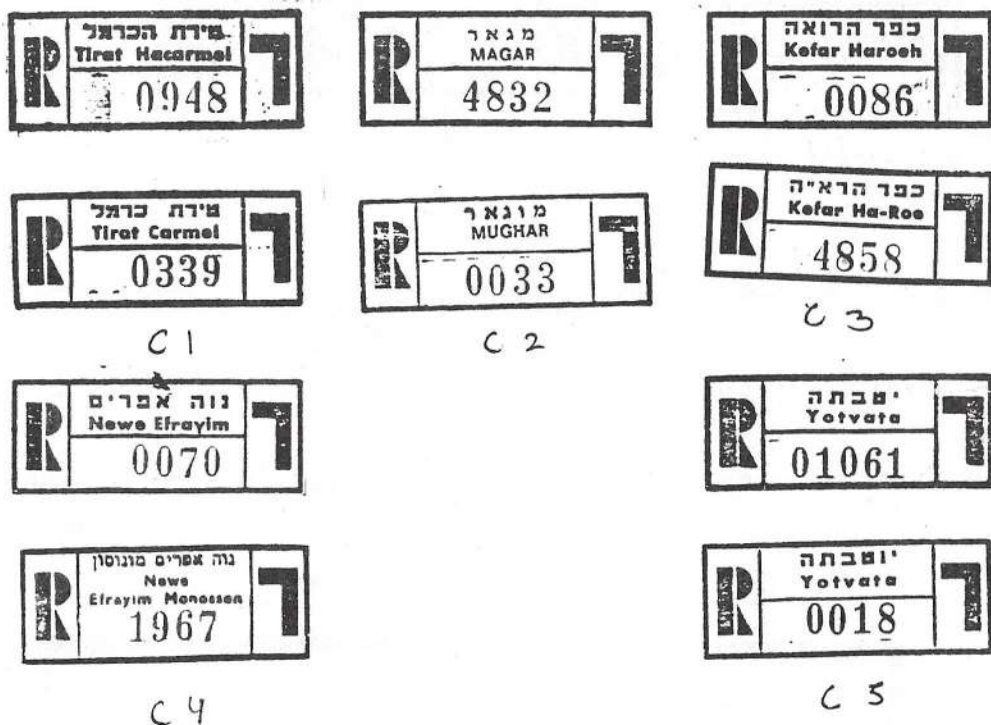 R
טירת הכרמל
Tirat Hacarmel
0948
ר
R
מגאר
MAGAR
4832
ר
R
כפר הרואה
Kefar Haroeh
0086
ר
R
טירת כרמל
Tirat Carmel
0339
ר
R
מוגאר
MUGHAR
0033
ר
R
כפר הרא״ה
Kefar Ha-Roe
4858
ר
C 1
C 2
C 3
R
נוה אפרים
Newe Efrayim
0070
ר
R
יטבתה
Yotvata
01061
ר
R
נוה אפרים מונוסון
Newe
Efrayim Monosson
1967
ר
R
יוטבתה
Yotvata
0018
ר
C 4
C 5